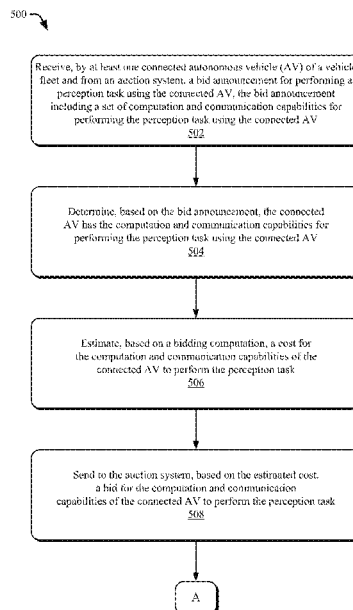 500
Receive, by at least one connected autonomous vehicle (AV) of a vehicle
fleet and from an auction system, a bid announcement for performing a
perception task using the connected AV, the bid announcement
including a set of computation and communication capabilities for
performing the perception task using the connected AV
502
Determine, based on the bid announcement, the connected
AV has the computation and communication capabilities for
performing the perception task using the connected AV
504
Estimate, based on a bidding computation, a cost for
the computation and communication capabilities of the
connected AV to perform the perception task
506
Send to the auction system, based on the estimated cost,
a bid for the computation and communication
capabilities of the connected AV to perform the perception task
508
A